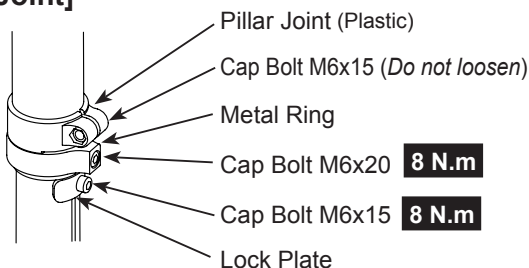 Joint]
Pillar Joint (Plastic)
Cap Bolt M6x15 (Do not loosen)
Metal Ring
Cap Bolt M6x20 8 N.m
Cap Bolt M6x15 8 N.m
Lock Plate